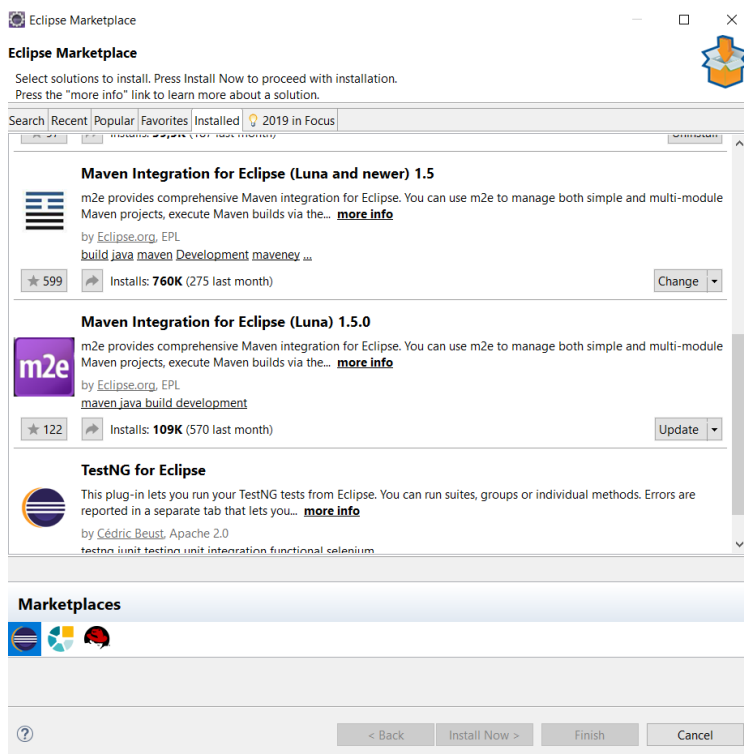 Eclipse Marketplace
Eclipse Marketplace
Select solutions to install. Press Install Now to proceed with installation.
Press the "more info" link to learn more about a solution.
Search Recent Popular Favorites Installed 2019 in Focus
Uninstall
Maven Integration for Eclipse (Luna and newer) 1.5
m2e provides comprehensive Maven integration for Eclipse. You can use m2e to manage both simple and multi-module
Maven projects, execute Maven builds via the... more info
by Eclipse.org, EPL
build java maven Development maveney ...
599 Installs: 760K (275 last month) Change
Maven Integration for Eclipse (Luna) 1.5.0
m2e
m2e provides comprehensive Maven integration for Eclipse. You can use m2e to manage both simple and multi-module
Maven projects, execute Maven builds via the... more info
by Eclipse.org, EPL
maven java build development
122 Installs: 109K (570 last month) Update
TestNG for Eclipse
This plug-in lets you run your TestNG tests from Eclipse. You can run suites, groups or individual methods. Errors are
reported in a separate tab that lets you... more info
by Cédric Beust, Apache 2.0
testng junit testing unit integration functional selenium
Marketplaces
< Back Install Now > Finish Cancel